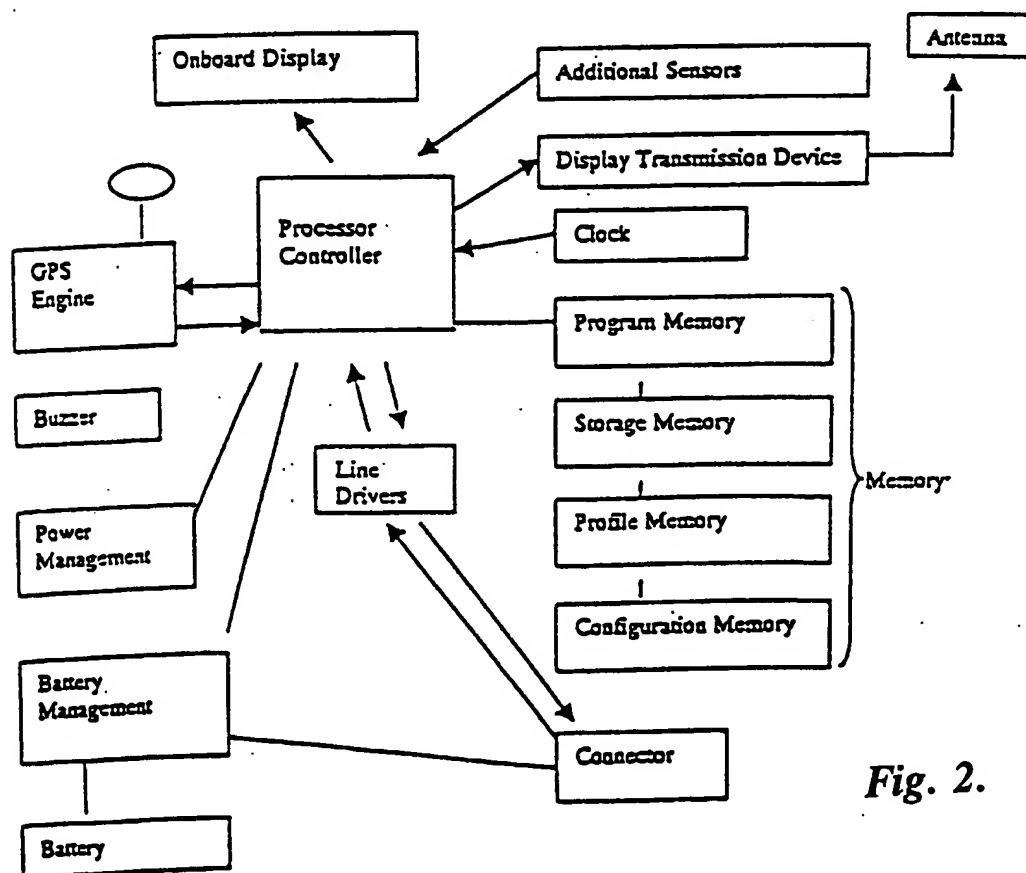 Onboard Display
Antenna
Additional Sensors
Display Transmission Device
Processor
Controller
Clock
GPS
Engine
Program Memory
Buzzer
Storage Memory
Line
Drivers
Memory
Power
Management
Profile Memory
Configuration Memory
Battery
Management
Connector
Fig. 2.
Battery